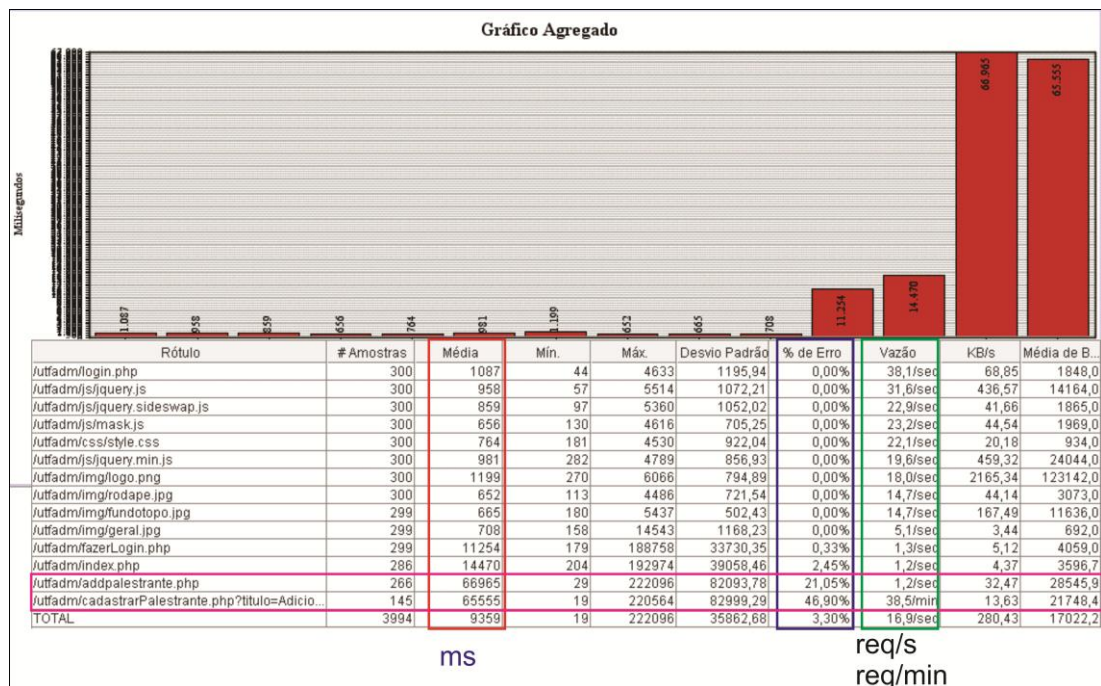 Gráfico Agregado
Milisegundos
1.087 958 859 656 764 981 1.199 652 665 708 11.254 14.470 66.965 65.555
Rótulo # Amostras Média Mín. Máx. Desvio Padrão % de Erro Vazão KB/s Média de B...
/utfadm/login.php 300 1087 44 4633 1195,94 0,00% 38,1/sec 68,85 1848,0
/utfadm/js/jquery.js 300 958 57 5514 1072,21 0,00% 31,6/sec 436,57 14164,0
/utfadm/js/jquery.sideswap.js 300 859 97 5360 1052,02 0,00% 22,9/sec 41,66 1865,0
/utfadm/js/mask.js 300 656 130 4616 705,25 0,00% 23,2/sec 44,54 1969,0
/utfadm/css/style.css 300 764 181 4530 922,04 0,00% 22,1/sec 20,18 934,0
/utfadm/js/jquery.min.js 300 981 282 4789 856,93 0,00% 19,6/sec 459,32 24044,0
/utfadm/img/logo.png 300 1199 270 6066 794,89 0,00% 18,0/sec 2165,34 123142,0
/utfadm/img/rodape.jpg 300 652 113 4486 721,54 0,00% 14,7/sec 44,14 3073,0
/utfadm/img/fundotopo.jpg 299 665 180 5437 502,43 0,00% 14,7/sec 167,49 11636,0
/utfadm/img/geral.jpg 299 708 158 14543 1168,23 0,00% 5,1/sec 3,44 692,0
/utfadm/fazerLogin.php 299 11254 179 188758 33730,35 0,33% 1,3/sec 5,12 4059,0
/utfadm/index.php 286 14470 204 192974 39058,46 2,45% 1,2/sec 4,37 3596,7
/utfadm/addpalestrante.php 266 66965 29 222096 82093,78 21,05% 1,2/sec 32,47 28545,9
/utfadm/cadastrarPalestrante.php?titulo=Adicio... 145 65555 19 220564 82999,29 46,90% 38,5/min 13,63 21748,4
TOTAL 3994 9359 19 222096 35862,68 3,30% 16,9/sec 280,43 17022,2
ms
req/s
req/min